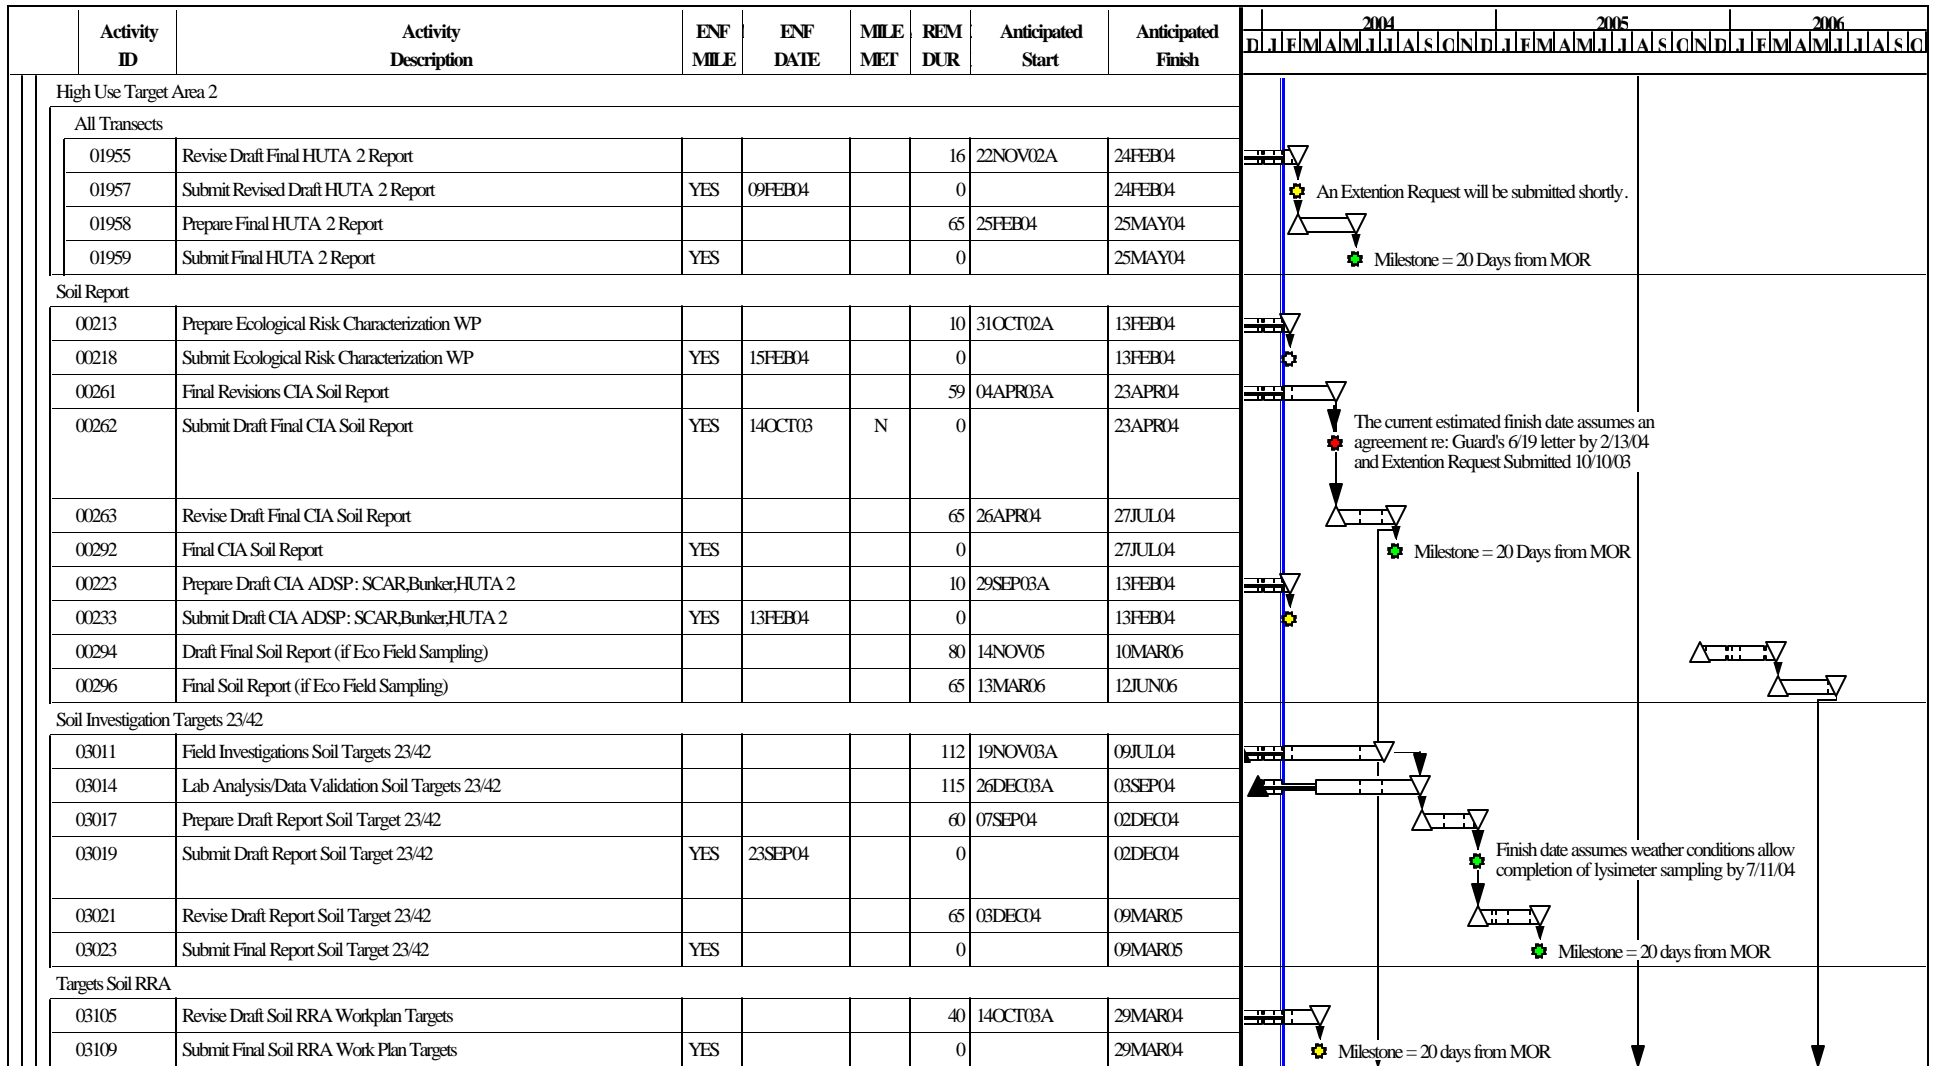 Activity ID Activity Description ENF MILE ENF DATE MILE MET REM DUR Anticipated Start Anticipated Finish
2004 2005 2006
D J F M A M J J A S O N D J F M A M J J A S O N D J F M A M J J A S O
High Use Target Area 2
All Transects
01955 Revise Draft Final HUTA 2 Report 16 22NOV02A 24FEB04
01957 Submit Revised Draft HUTA 2 Report YES 09FEB04 0 24FEB04 An Extention Request will be submitted shortly.
01958 Prepare Final HUTA 2 Report 65 25FEB04 25MAY04
01959 Submit Final HUTA 2 Report YES 0 25MAY04 Milestone = 20 Days from MOR
Soil Report
00213 Prepare Ecological Risk Characterization WP 10 31OCT02A 13FEB04
00218 Submit Ecological Risk Characterization WP YES 15FEB04 0 13FEB04
00261 Final Revisions CIA Soil Report 59 04APR03A 23APR04
00262 Submit Draft Final CIA Soil Report YES 14OCT03 N 0 23APR04
The current estimated finish date assumes an
agreement re: Guard's 6/19 letter by 2/13/04
and Extention Request Submitted 10/10/03
00263 Revise Draft Final CIA Soil Report 65 26APR04 27JUL04
00292 Final CIA Soil Report YES 0 27JUL04 Milestone = 20 Days from MOR
00223 Prepare Draft CIA ADSP: SCAR,Bunker,HUTA 2 10 29SEP03A 13FEB04
00233 Submit Draft CIA ADSP: SCAR,Bunker,HUTA 2 YES 13FEB04 0 13FEB04
00294 Draft Final Soil Report (if Eco Field Sampling) 80 14NOV05 10MAR06
00296 Final Soil Report (if Eco Field Sampling) 65 13MAR06 12JUN06
Soil Investigation Targets 23/42
03011 Field Investigations Soil Targets 23/42 112 19NOV03A 09JUL04
03014 Lab Analysis/Data Validation Soil Targets 23/42 115 26DEC03A 03SEP04
03017 Prepare Draft Report Soil Target 23/42 60 07SEP04 02DEC04
03019 Submit Draft Report Soil Target 23/42 YES 23SEP04 0 02DEC04
Finish date assumes weather conditions allow
completion of lysimeter sampling by 7/11/04
03021 Revise Draft Report Soil Target 23/42 65 03DEC04 09MAR05
03023 Submit Final Report Soil Target 23/42 YES 0 09MAR05 Milestone = 20 days from MOR
Targets Soil RRA
03105 Revise Draft Soil RRA Workplan Targets 40 14OCT03A 29MAR04
03109 Submit Final Soil RRA Work Plan Targets YES 0 29MAR04 Milestone = 20 days from MOR